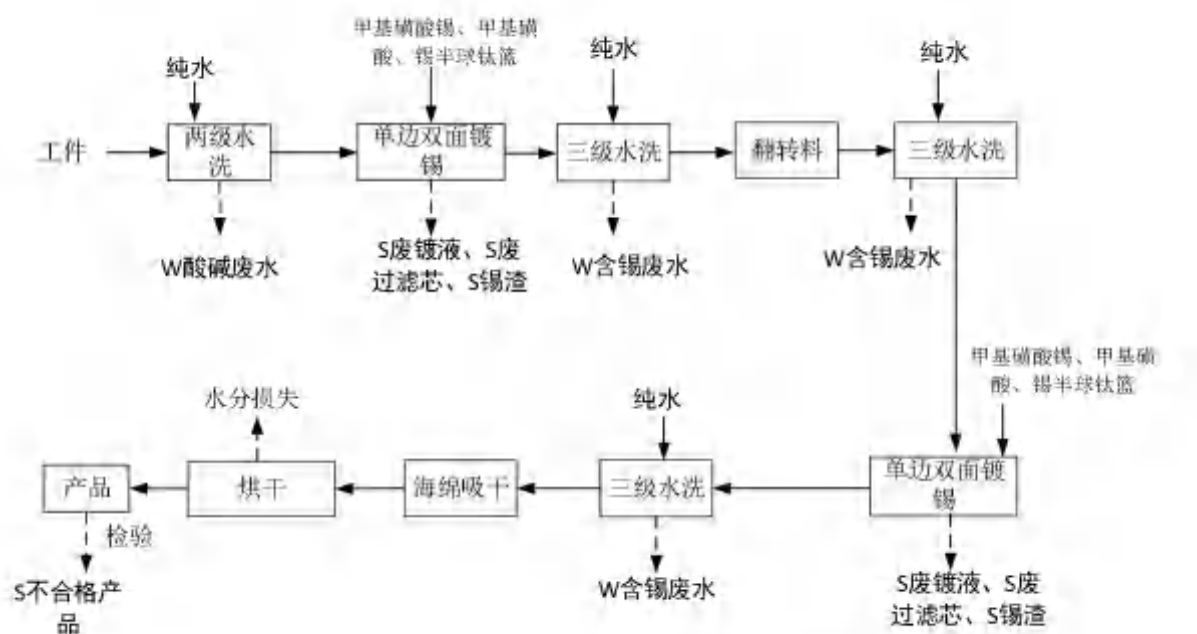 甲基磺酸锡、甲基磺
酸、锡半球钛篮
纯水
纯水
纯水
工件
两级水
洗
单边双面镀
锡
三级水洗
翻转料
三级水洗
W酸碱废水
S废镀液、S废
过滤芯、S锡渣
W含锡废水
W含锡废水
甲基磺酸锡、甲基磺
酸、锡半球钛篮
水分损失
纯水
产品
烘干
海绵吸干
三级水洗
单边双面镀
锡
检验
S不合格产
品
W含锡废水
S废镀液、S废
过滤芯、S锡渣